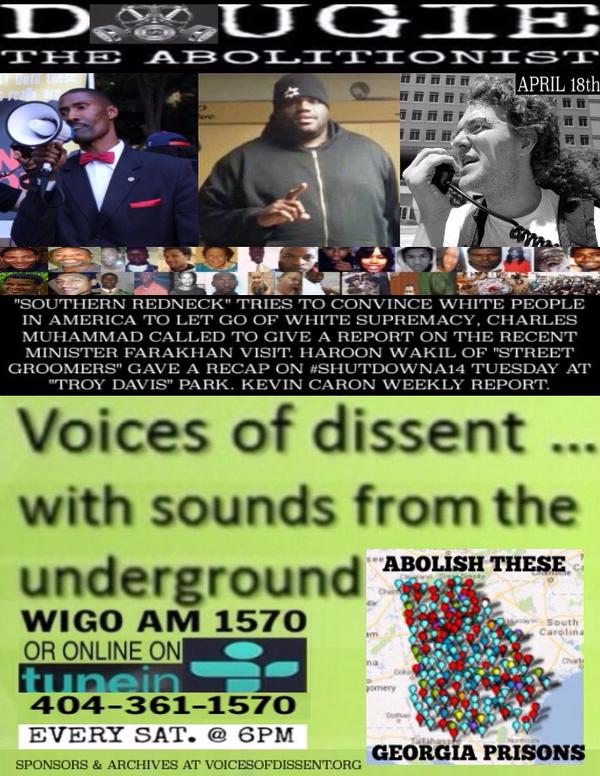 D UGIE
THE ABOLITIONIST
APRIL 18th
"SOUTHERN REDNECK" TRIES TO CONVINCE WHITE PEOPLE
IN AMERICA TO LET GO OF WHITE SUPREMACY, CHARLES
MUHAMMAD CALLED TO GIVE A REPORT ON THE RECENT
MINISTER FARAKHAN VISIT. HAROON WAKIL OF "STREET
GROOMERS" GAVE A RECAP ON #SHUTDOWNA14 TUESDAY AT
"TROY DAVIS" PARK. KEVIN CARON WEEKLY REPORT.
Voices of dissent ...
with sounds from the
underground
WIGO AM 1570
OR ONLINE ON
tunein
404-361-1570
EVERY SAT. @ 6PM
SPONSORS & ARCHIVES AT VOICESOFDISSENT.ORG
ABOLISH THESE
South
Carolina
Tallahassee
GEORGIA PRISONS